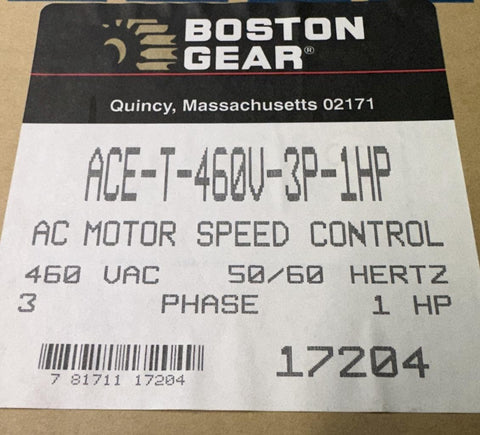 BOSTON
GEAR®
Quincy, Massachusetts 02171
ACE-T-460V-3P-1HP
AC MOTOR SPEED CONTROL
460 VAC 50/60 HERTZ
3 PHASE 1 HP
7 81711 17204
17204